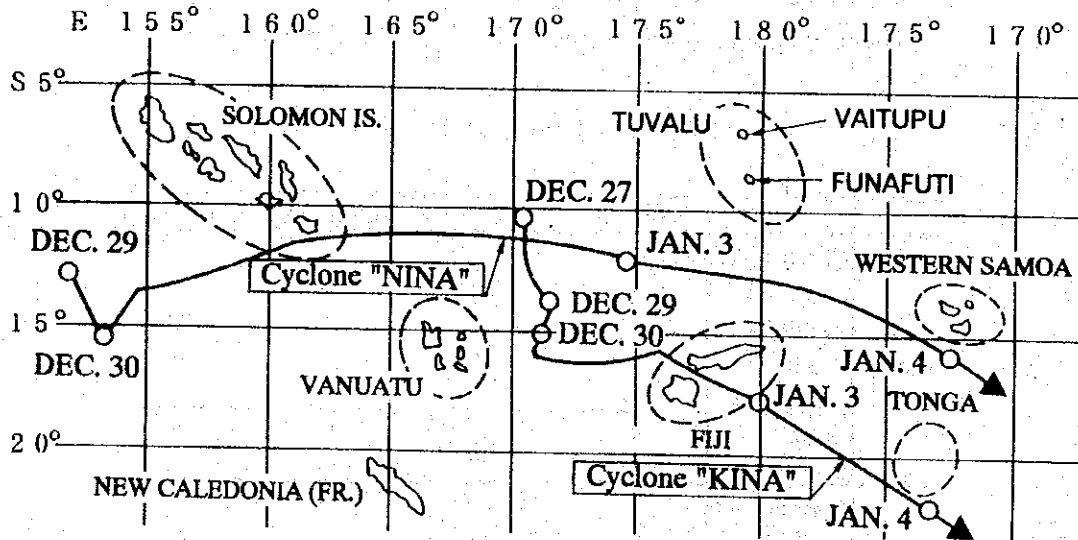 E 155° 160° 165° 170° 175° 180° 175° 170°
S 5°
SOLOMON IS.
TUVALU
VAITUPU
FUNAFUTI
10°
DEC. 27
DEC. 29
JAN. 3
Cyclone "NINA"
WESTERN SAMOA
DEC. 29
15°
DEC. 30
DEC. 30
VANUATU
JAN. 4
JAN. 3
TONGA
FIJI
20°
NEW CALEDONIA (FR.)
Cyclone "KINA"
JAN. 4